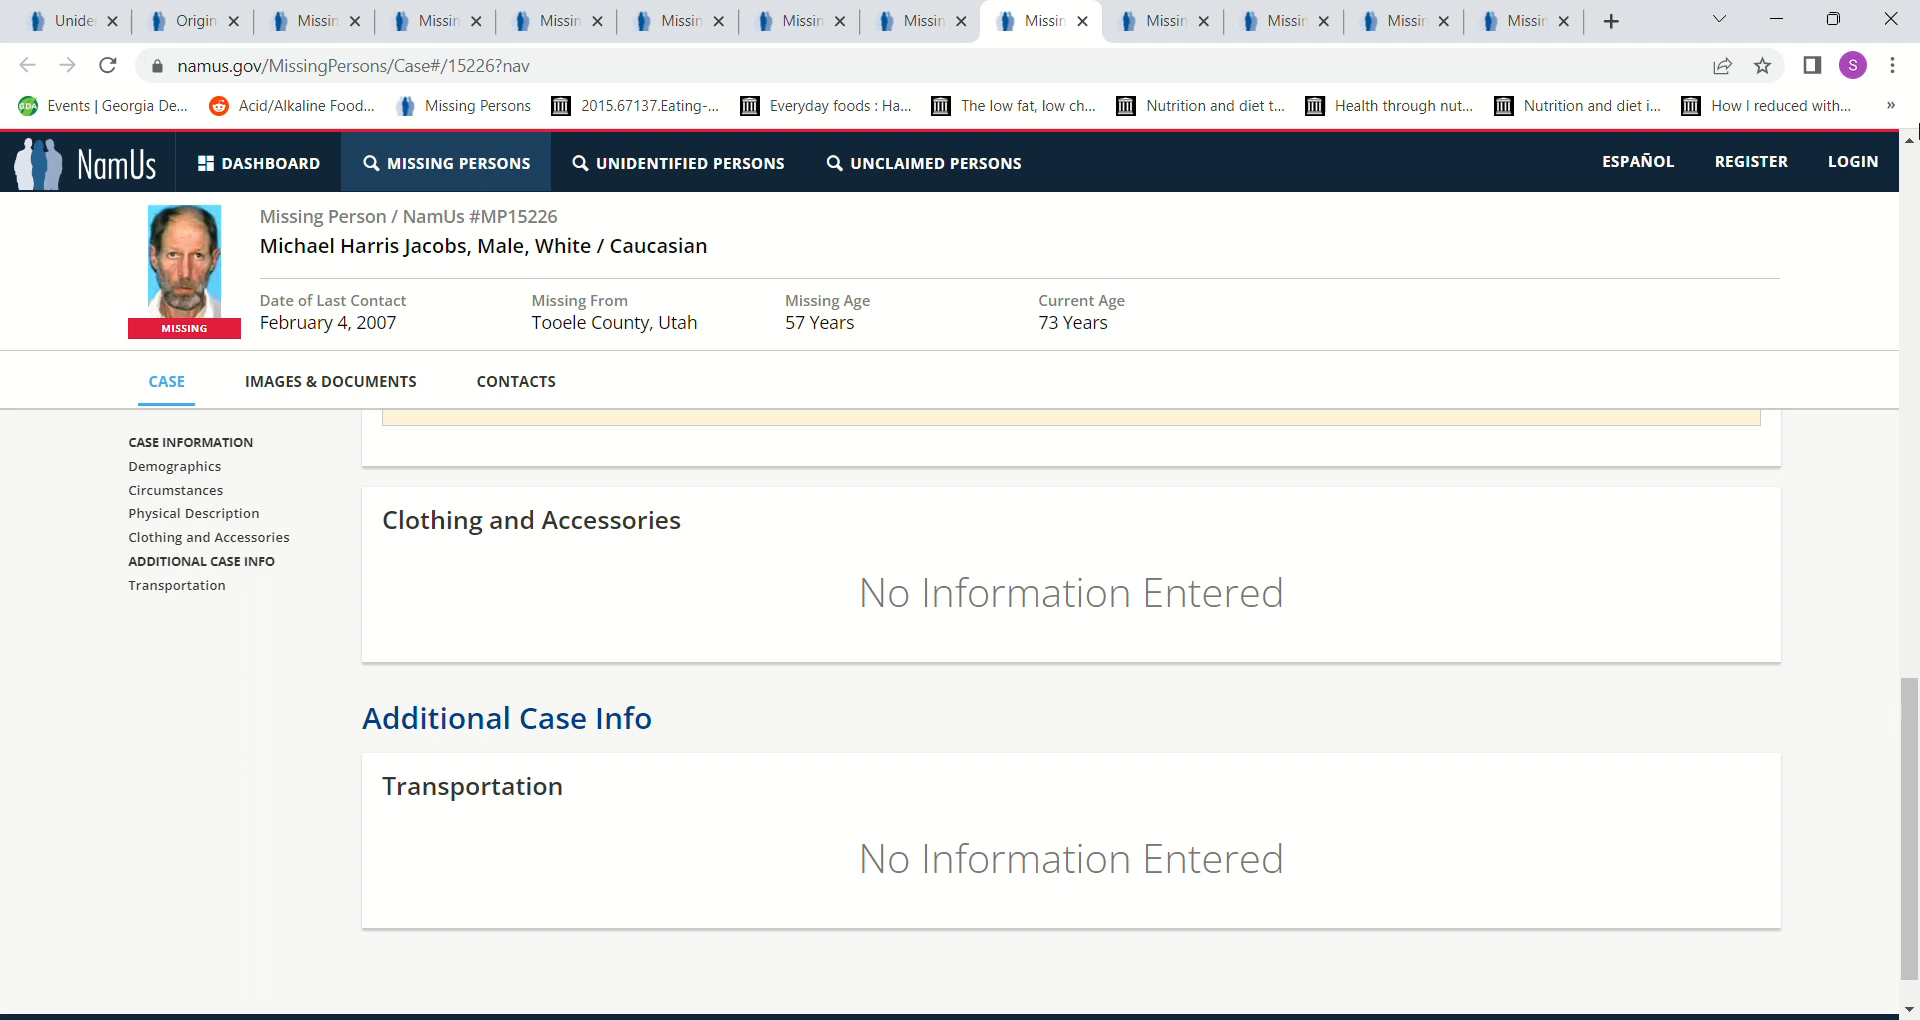 Unide Origin Missin Missin Missin Missin Missin Missin Missin Missin Missir Missir Missir
namus.gov/MissingPersons/Case#/15226?nav S
GDA Events | Georgia De... Acid/Alkaline Food... Missing Persons 2015.67137.Eating-... Everyday foods : Ha... The low fat, low ch... Nutrition and diet t... Health through nut... Nutrition and diet i... How I reduced with... »
NamUs DASHBOARD MISSING PERSONS UNIDENTIFIED PERSONS UNCLAIMED PERSONS ESPAÑOL REGISTER LOGIN
Missing Person / NamUs #MP15226
Michael Harris Jacobs, Male, White / Caucasian
Date of Last Contact Missing From Missing Age Current Age
February 4, 2007 Tooele County, Utah 57 Years 73 Years
MISSING
CASE IMAGES & DOCUMENTS CONTACTS
CASE INFORMATION
Demographics
Circumstances
Physical Description
Clothing and Accessories
ADDITIONAL CASE INFO
Transportation
Clothing and Accessories
No Information Entered
Additional Case Info
Transportation
No Information Entered